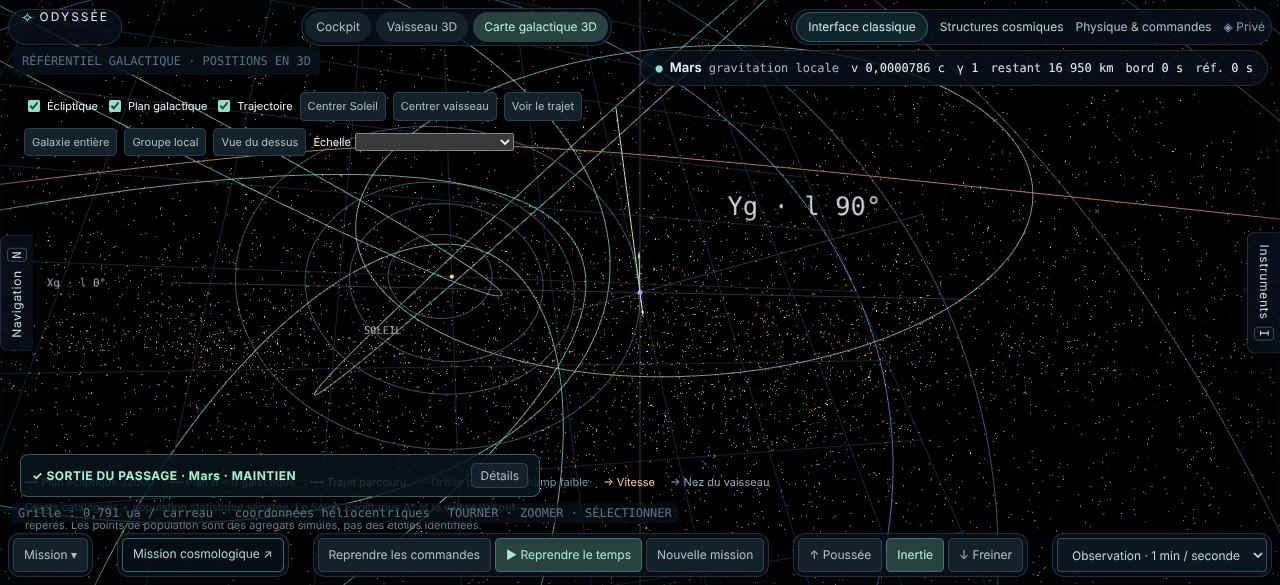 ✧ ODYSSÉE
Cockpit Vaisseau 3D Carte galactique 3D
Interface classique Structures cosmiques Physique & commandes ◈ Privé
RÉFÉRENTIEL GALACTIQUE · POSITIONS EN 3D
● Mars gravitation locale v 0,0000786 c γ 1 restant 16 950 km bord 0 s réf. 0 s
Écliptique Plan galactique Trajectoire Centrer Soleil Centrer vaisseau Voir le trajet
Galaxie entière Groupe local Vue du dessus Échelle
Yg · l 90°
Navigation N
Xg · l 0°
Instruments I
SOLEIL
✓ SORTIE DU PASSAGE · Mars · MAINTIEN Détails
Trajet parcouru champ faible → Vitesse → Nez du vaisseau
Grille : 0,791 ua / carreau · coordonnées héliocentriques TOURNER · ZOOMER · SÉLECTIONNER
repérés. Les points de population sont des agrégats simulés, pas des étoiles identifiées.
Mission ▾ Mission cosmologique ↗ Reprendre les commandes ▶ Reprendre le temps Nouvelle mission ↑ Poussée Inertie ↓ Freiner Observation · 1 min / seconde